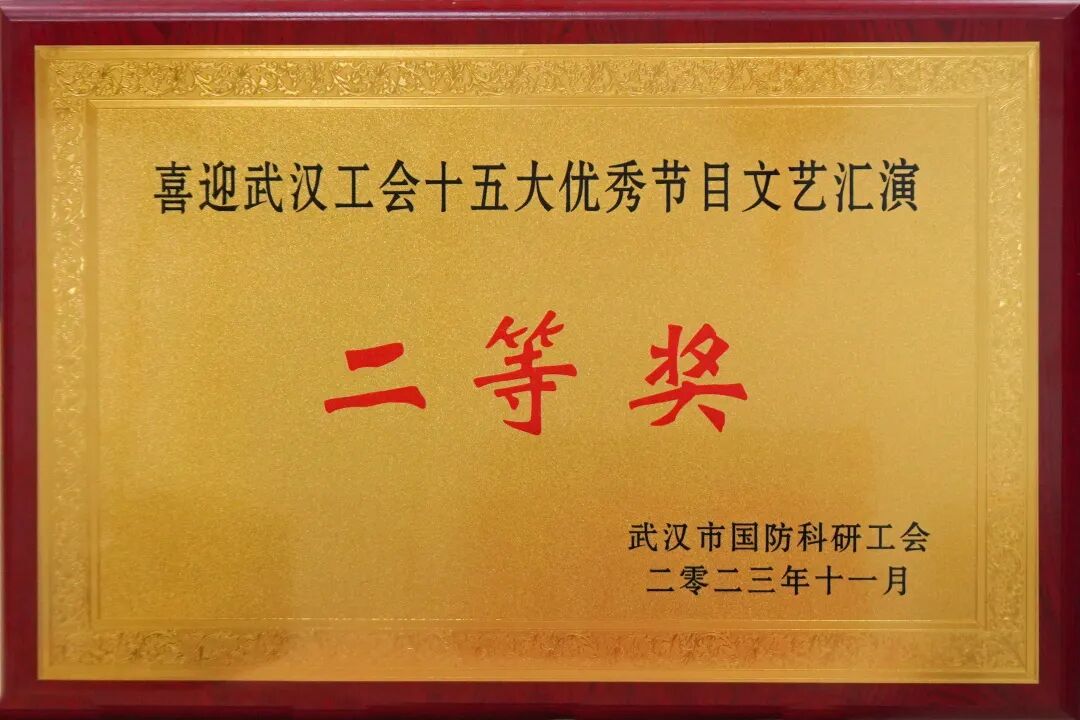 喜迎武汉工会十五大优秀节目文艺汇演
二等奖
武汉市国防科研工会
二零二三年十一月